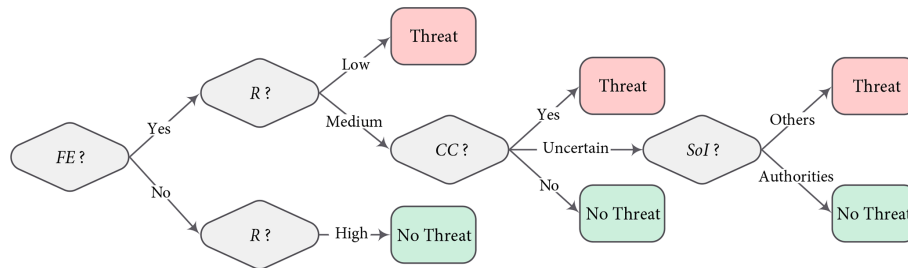 FE ?
Yes
No
R ?
Low
Medium
Threat
R ?
High
No Threat
CC ?
Yes
Uncertain
No
Threat
No Threat
SoI ?
Others
Authorities
Threat
No Threat